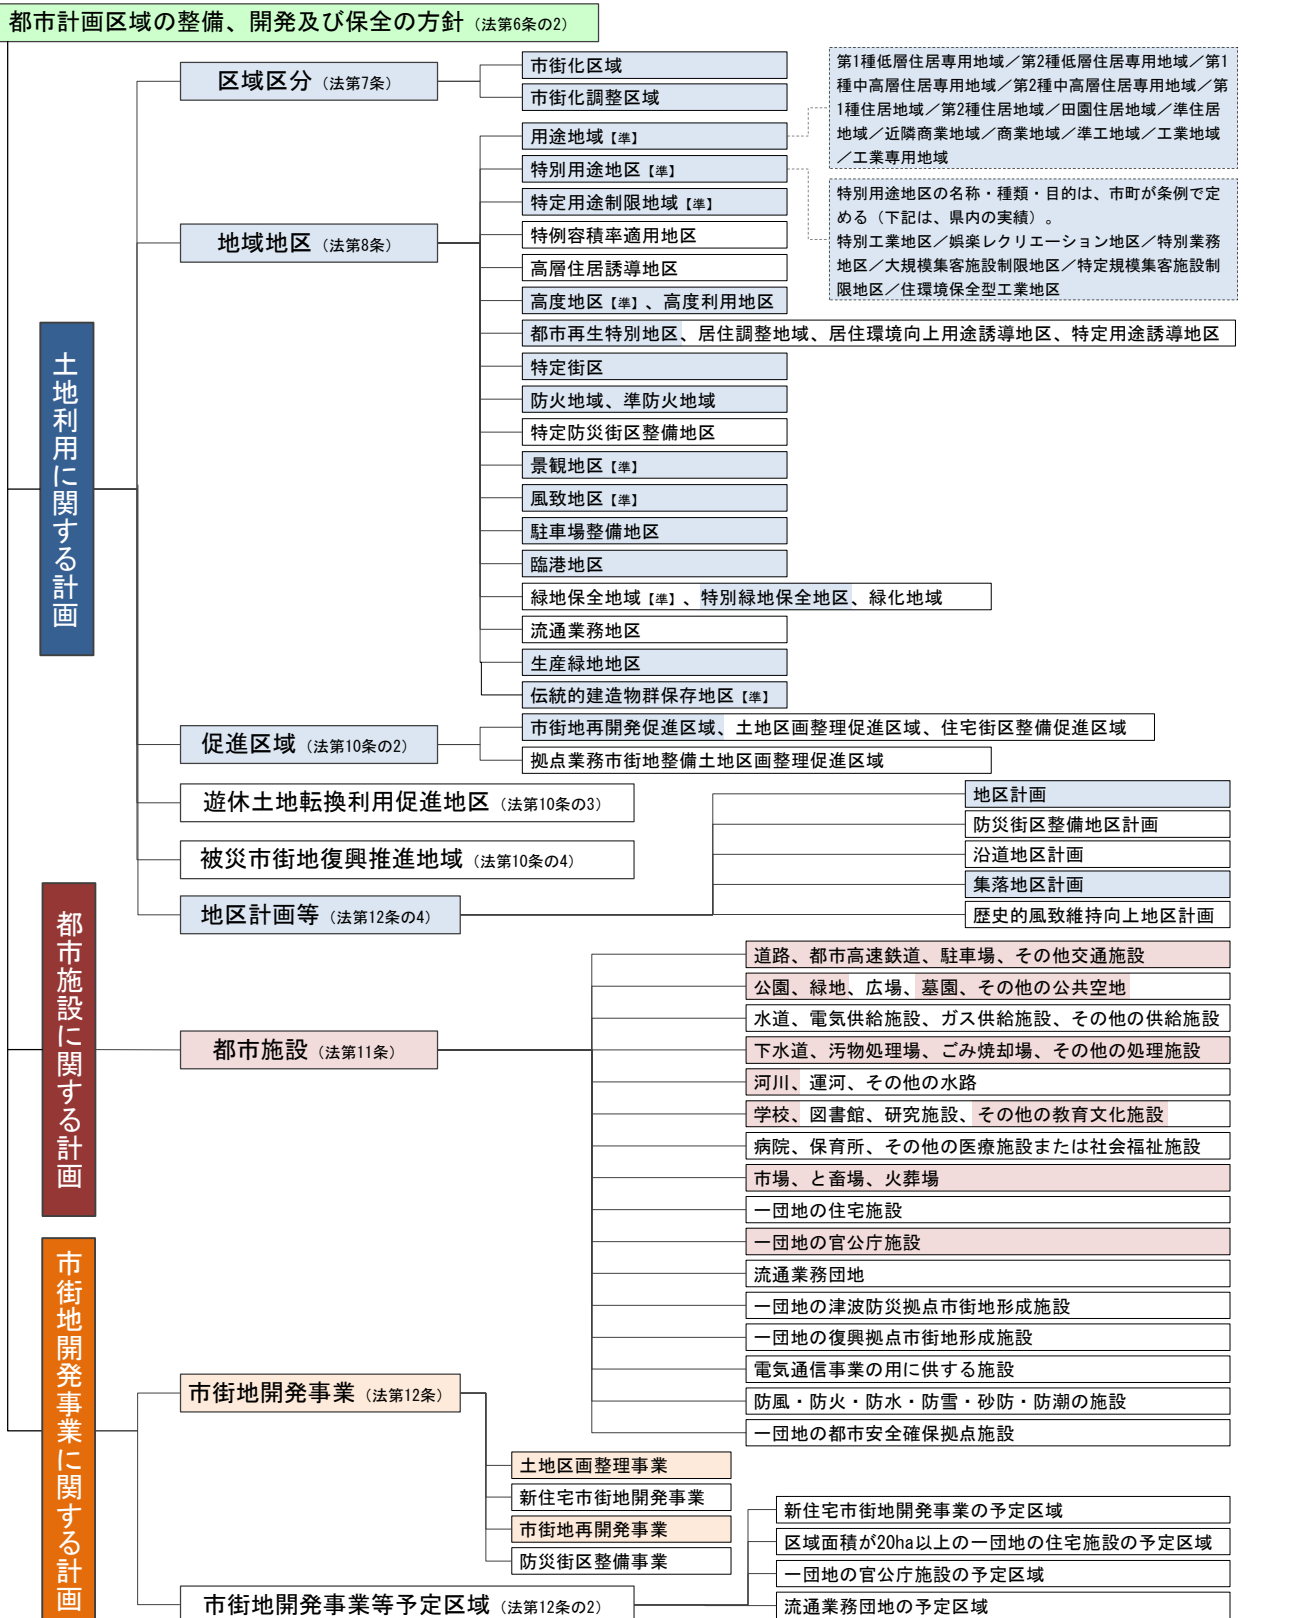 都市計画区域の整備、開発及び保全の方針（法第6条の2）
土地利用に関する計画
区域区分（法第7条）
市街化区域
市街化調整区域
地域地区（法第8条）
用途地域【準】
第1種低層住居専用地域／第2種低層住居専用地域／第1
種中高層住居専用地域／第2種中高層住居専用地域／第
1種住居地域／第2種住居地域／田園住居地域／準住居
地域／近隣商業地域／商業地域／準工地域／工業地域
／工業専用地域
特別用途地区【準】
特別用途地区の名称・種類・目的は、市町が条例で定
める（下記は、県内の実績）。
特別工業地区／娯楽レクリエーション地区／特別業務
地区／大規模集客施設制限地区／特定規模集客施設制
限地区／住環境保全型工業地区
特定用途制限地域【準】
特例容積率適用地区
高層住居誘導地区
高度地区【準】、高度利用地区
都市再生特別地区、居住調整地域、居住環境向上用途誘導地区、特定用途誘導地区
特定街区
防火地域、準防火地域
特定防災街区整備地区
景観地区【準】
風致地区【準】
駐車場整備地区
臨港地区
緑地保全地域【準】、特別緑地保全地区、緑化地域
流通業務地区
生産緑地地区
伝統的建造物群保存地区【準】
促進区域（法第10条の2）
市街地再開発促進区域、土地区画整理促進区域、住宅街区整備促進区域
拠点業務市街地整備土地区画整理促進区域
遊休土地転換利用促進地区（法第10条の3）
被災市街地復興推進地域（法第10条の4）
地区計画等（法第12条の4）
地区計画
防災街区整備地区計画
沿道地区計画
集落地区計画
歴史的風致維持向上地区計画
都市施設に関する計画
都市施設（法第11条）
道路、都市高速鉄道、駐車場、その他交通施設
公園、緑地、広場、墓園、その他の公共空地
水道、電気供給施設、ガス供給施設、その他の供給施設
下水道、汚物処理場、ごみ焼却場、その他の処理施設
河川、運河、その他の水路
学校、図書館、研究施設、その他の教育文化施設
病院、保育所、その他の医療施設または社会福祉施設
市場、と畜場、火葬場
一団地の住宅施設
一団地の官公庁施設
流通業務団地
一団地の津波防災拠点市街地形成施設
一団地の復興拠点市街地形成施設
電気通信事業の用に供する施設
防風・防火・防水・防雪・砂防・防潮の施設
一団地の都市安全確保拠点施設
市街地開発事業に関する計画
市街地開発事業（法第12条）
土地区画整理事業
新住宅市街地開発事業
市街地再開発事業
防災街区整備事業
市街地開発事業等予定区域（法第12条の2）
新住宅市街地開発事業の予定区域
区域面積が20ha以上の一団地の住宅施設の予定区域
一団地の官公庁施設の予定区域
流通業務団地の予定区域